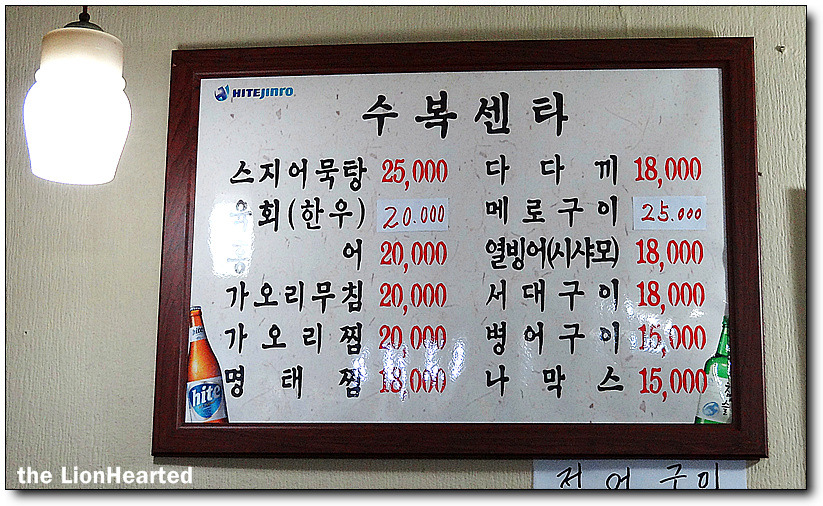 HITEJINRO
수복센타
스지어묵탕 25,000
회(한우) 20.000
어 20,000
가오리무침 20,000
가오리찜 20,000
명태찜 18,000
다다끼 18,000
메로구이 25.000
열빙어(시샤모) 18,000
서대구이 18,000
병어구이 15,000
나막스 15,000
hite
전어구이
the LionHearted